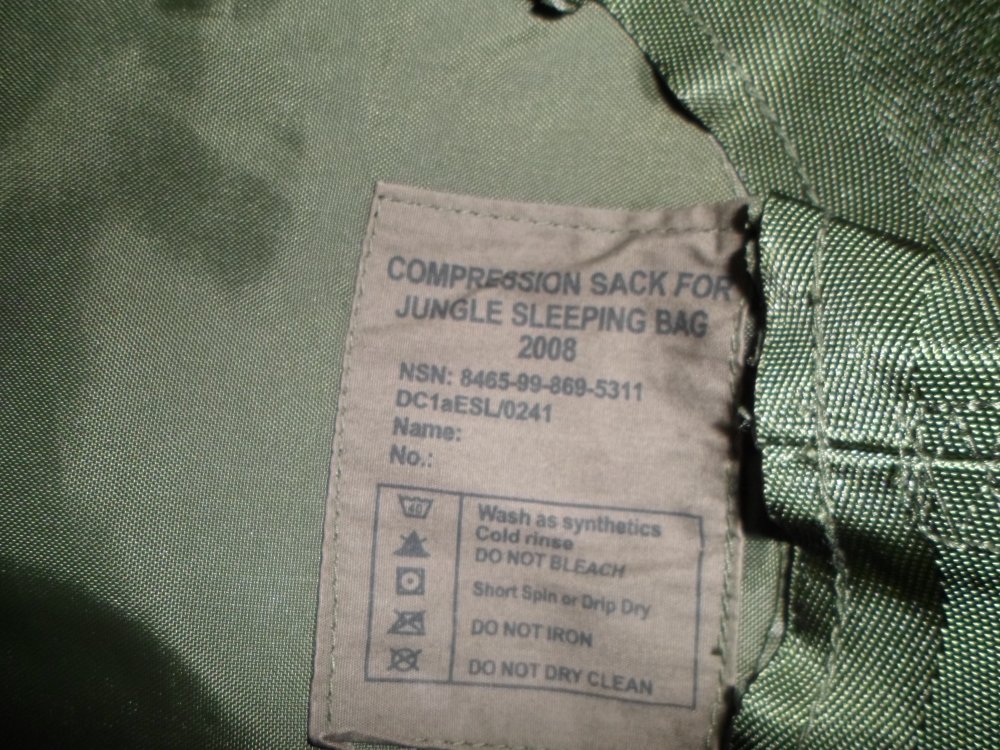 COMPRESSION SACK FOR
JUNGLE SLEEPING BAG
2008
NSN: 8465-99-869-5311
DC1aESL/0241
Name:
No.:
40
Wash as synthetics
Cold rinse
DO NOT BLEACH
Short Spin or Drip Dry
DO NOT IRON
DO NOT DRY CLEAN